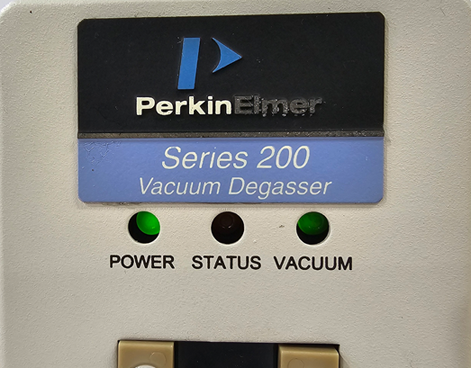 PerkinElmer
Series 200
Vacuum Degasser
POWER STATUS VACUUM